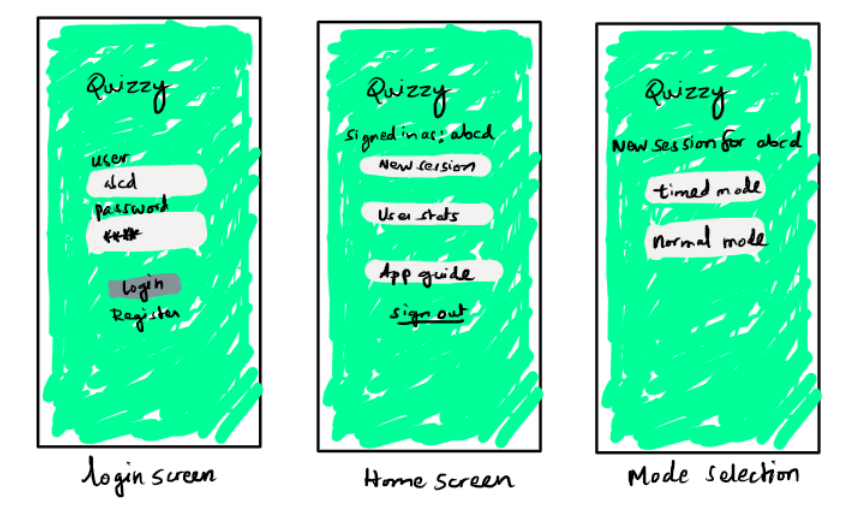 Quizzy
user
abcd
password
****
Login
Register
Login screen
Quizzy
Signed in as: abcd
New session
User stats
App guide
sign out
Home Screen
Quizzy
New session for abcd
timed mode
Normal mode
Mode Selection